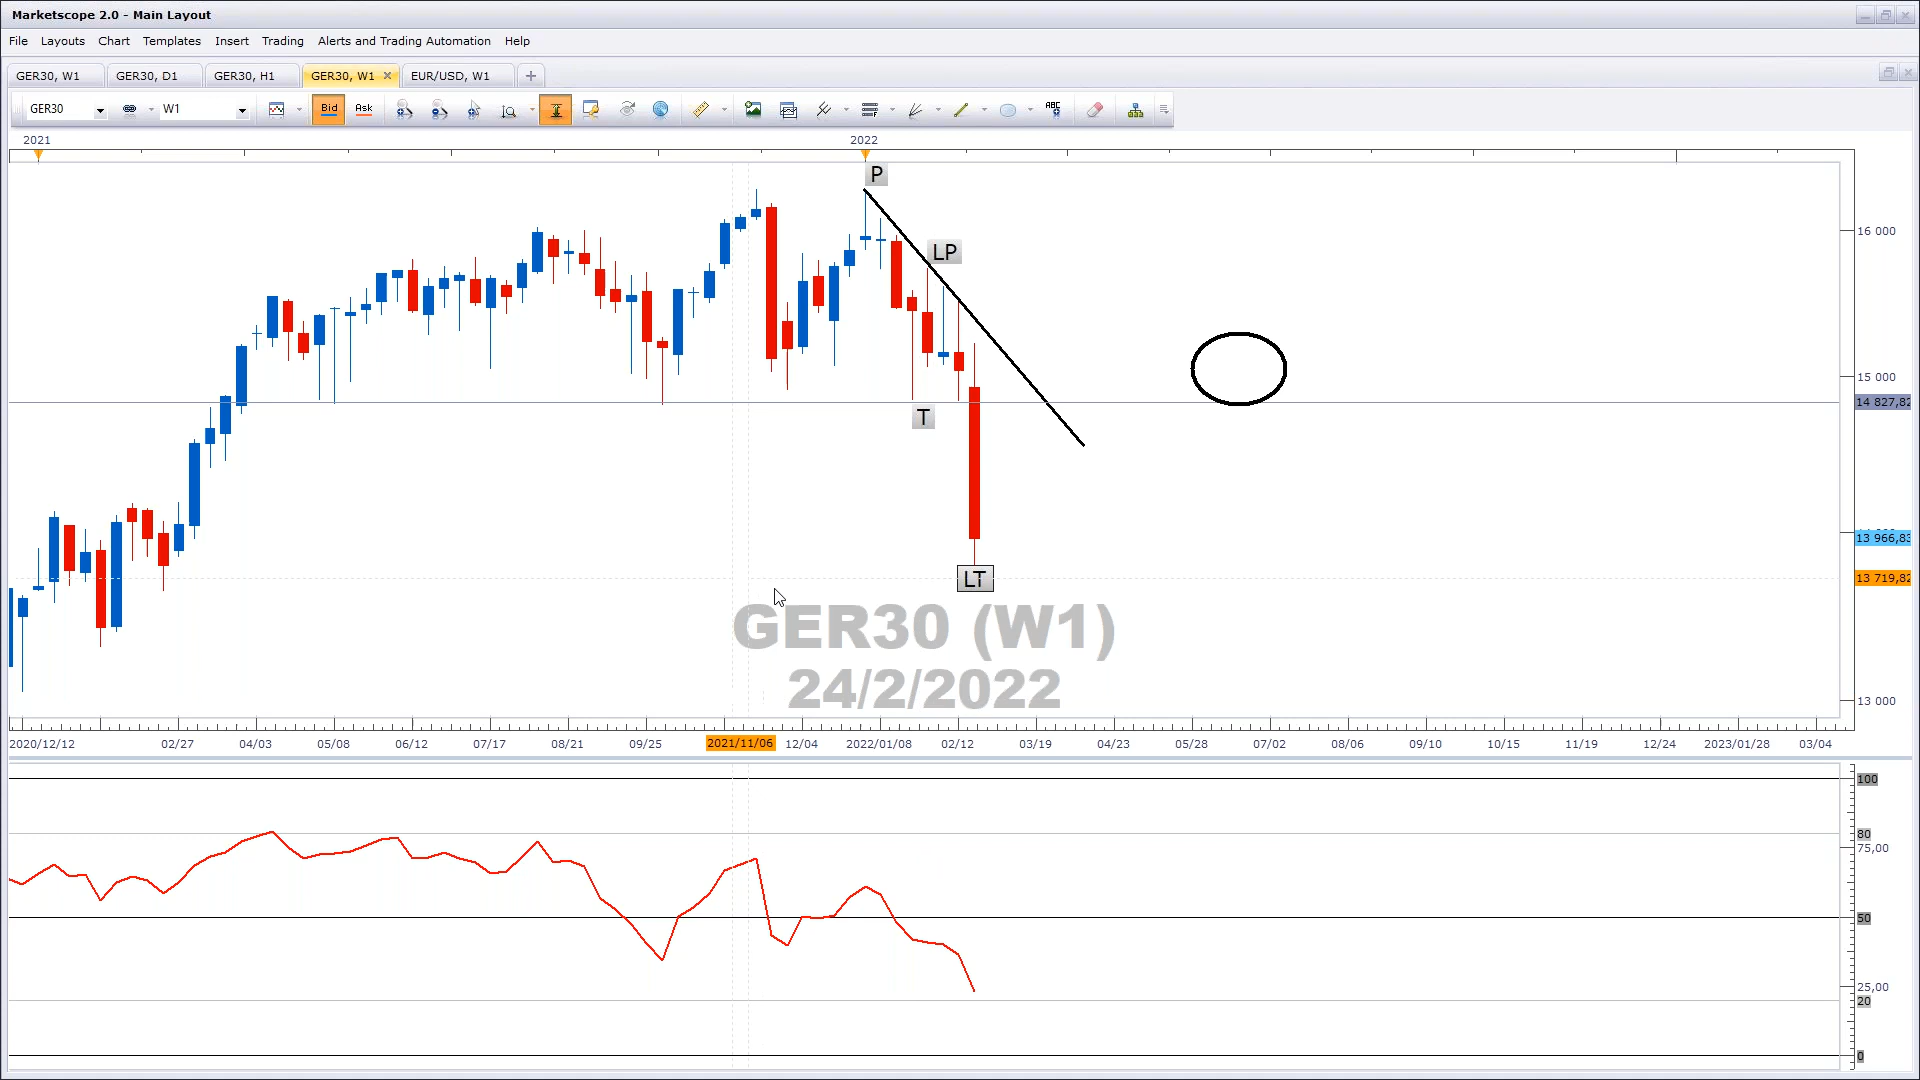 Marketscope 2.0 - Main Layout
File Layouts Chart Templates Insert Trading Alerts and Trading Automation Help
GER30, W1 GER30, D1 GER30, H1 GER30, W1 EUR/USD, W1
GER30 W1 Bid Ask ABC
2021 2022
P
16 000
LP
15 000
14 827,82
T
13 966,83
LT
13 719,82
GER30 (W1)
24/2/2022
13 000
2020/12/12 02/27 04/03 05/08 06/12 07/17 08/21 09/25 2021/11/06 12/04 2022/01/08 02/12 03/19 04/23 05/28 07/02 08/06 09/10 10/15 11/19 12/24 2023/01/28 03/04
100
80
75,00
50
25,00
20
0